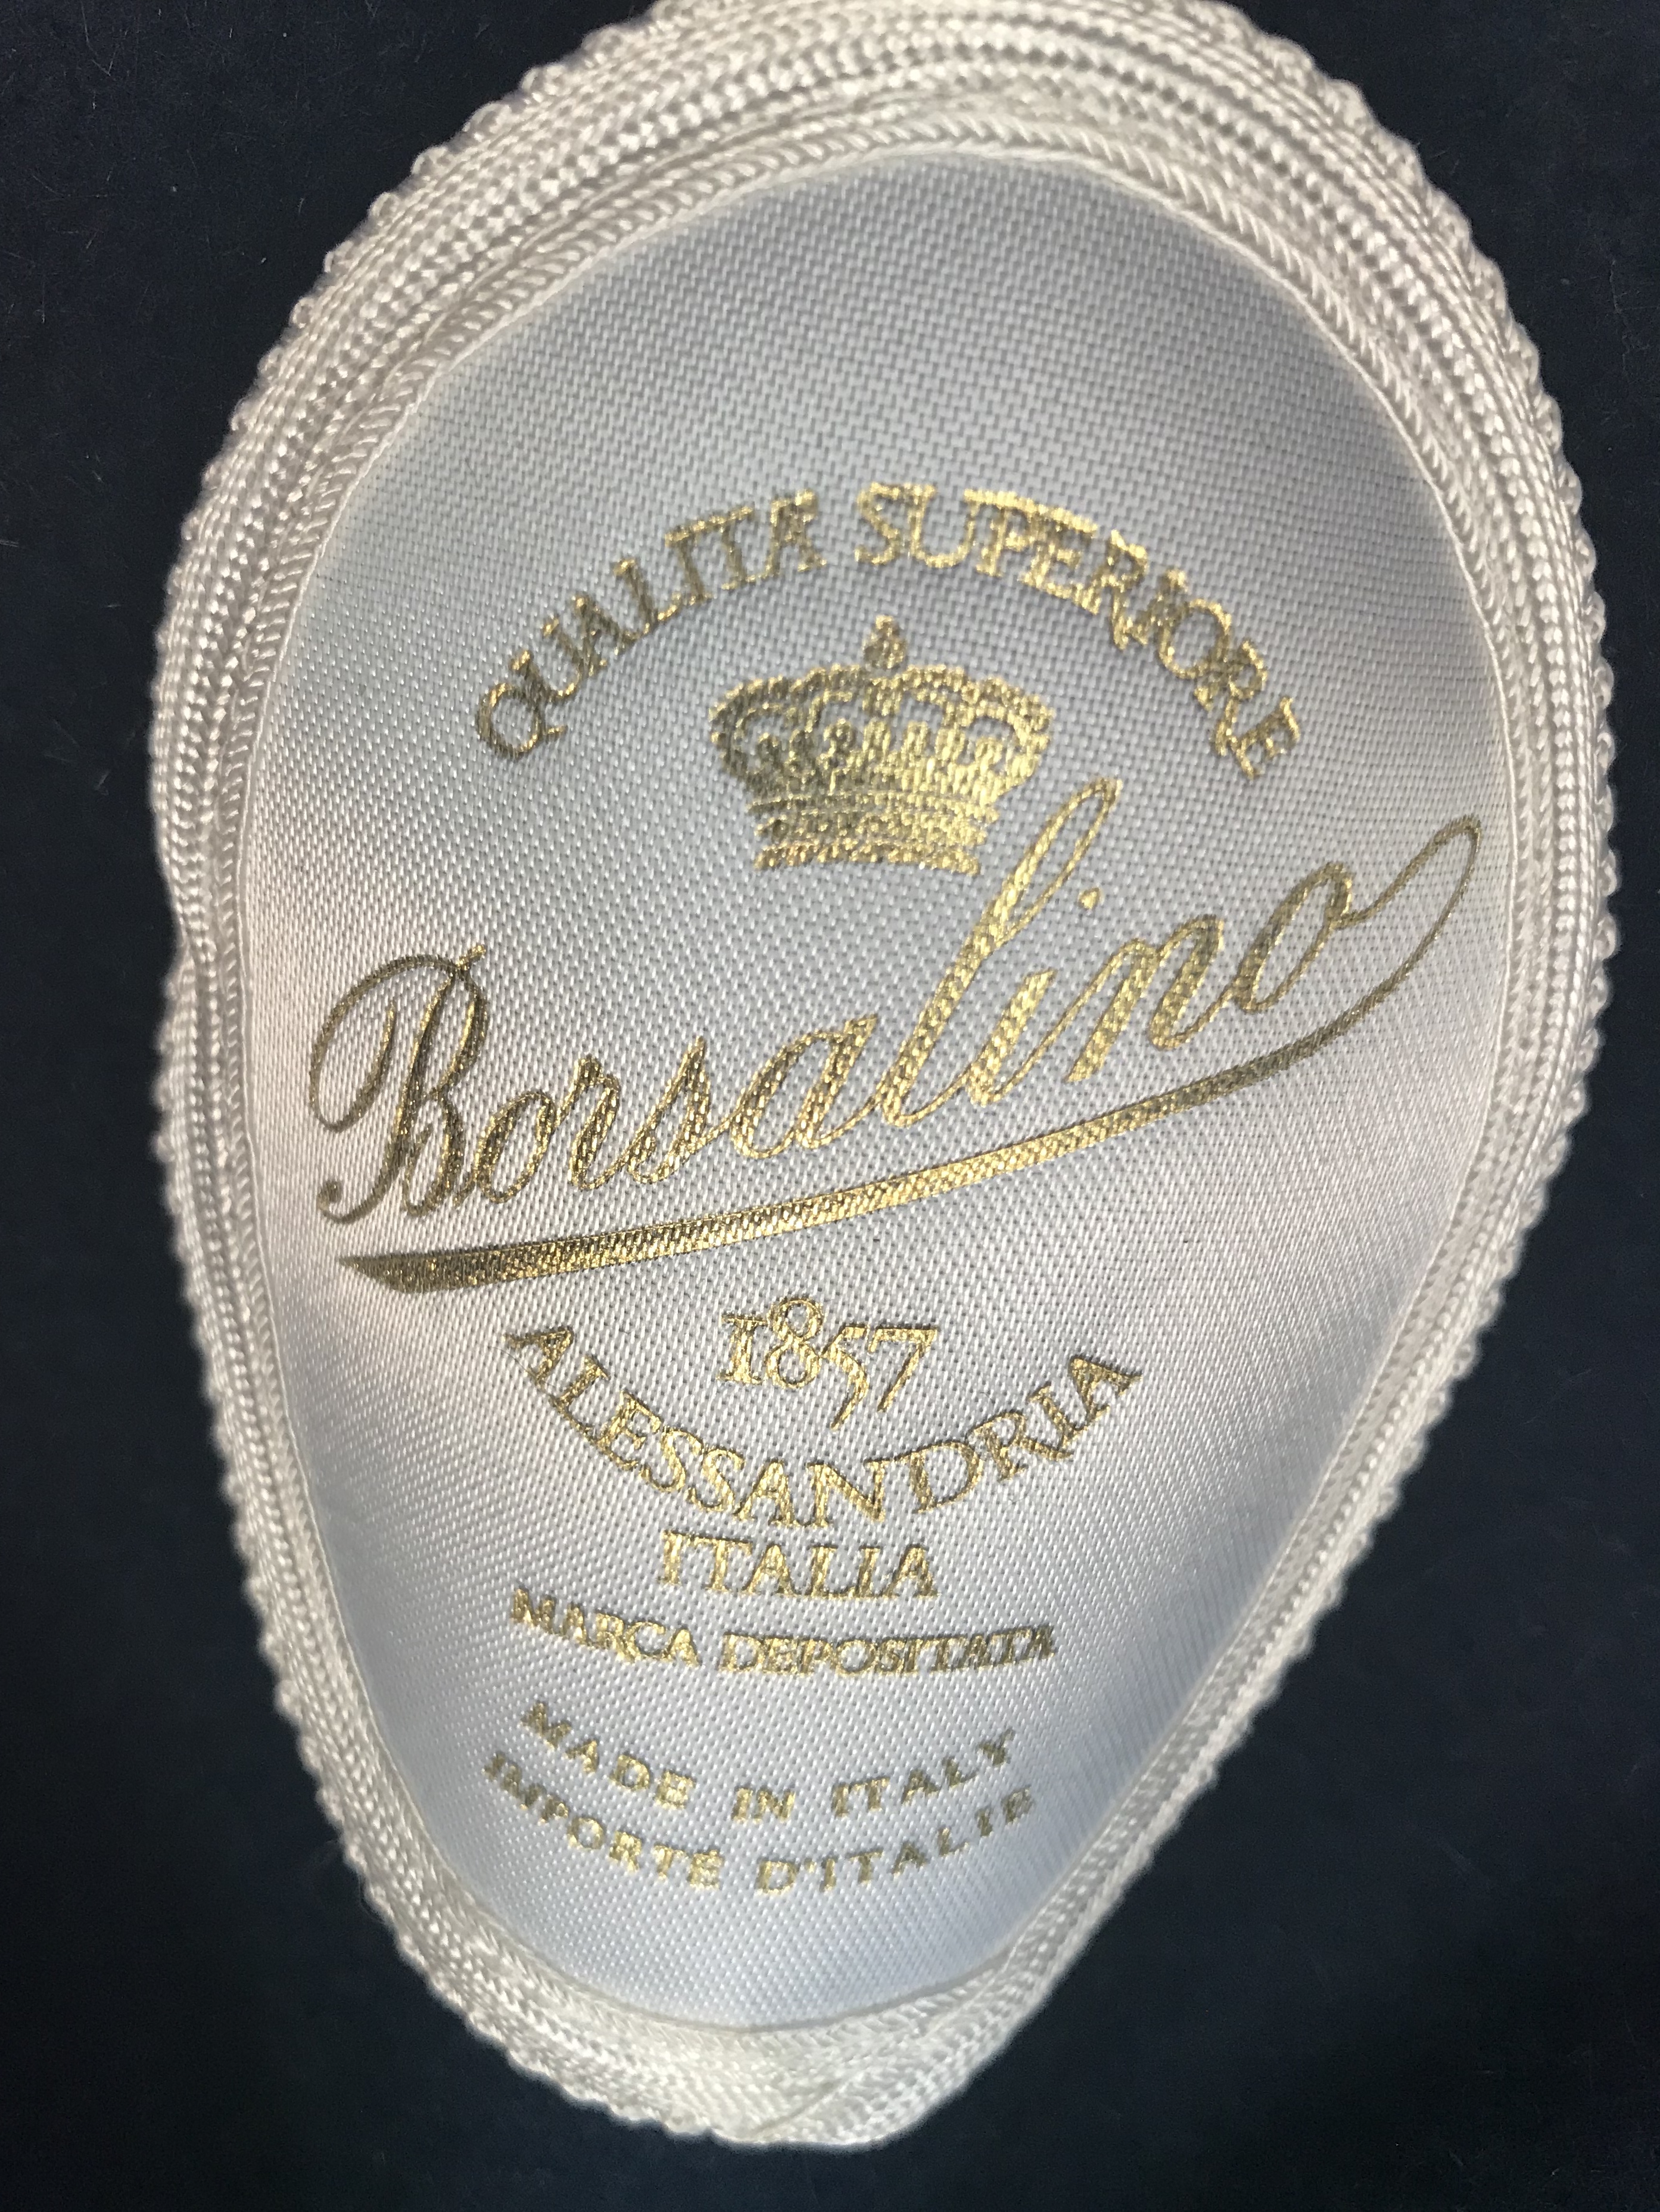 QUALITA SUPERIORE
Borsalino
1857
ALESSANDRIA
ITALIA
MARCA DEPOSITATA
MADE IN ITALY
IMPORTÉ D'ITALIE